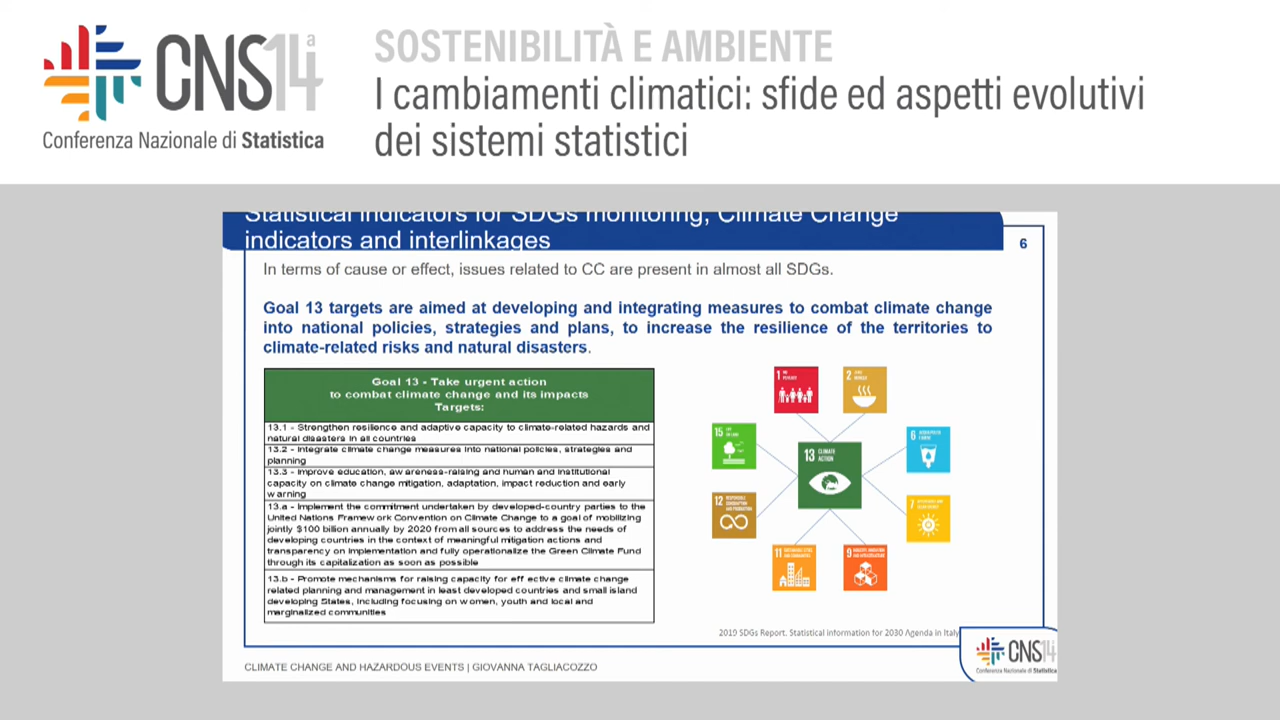 CNS14a
Conferenza Nazionale di Statistica
SOSTENIBILITÀ E AMBIENTE
I cambiamenti climatici: sfide ed aspetti evolutivi
dei sistemi statistici
Statistical indicators for SDGs monitoring, Climate Change
indicators and interlinkages
6
In terms of cause or effect, issues related to CC are present in almost all SDGs.
Goal 13 targets are aimed at developing and integrating measures to combat climate change
into national policies, strategies and plans, to increase the resilience of the territories to
climate-related risks and natural disasters.
Goal 13 - Take urgent action
to combat climate change and its impacts
Targets:
13.1 - Strengthen resilience and adaptive capacity to climate-related hazards and
natural disasters in all countries
13.2 - Integrate climate change measures into national policies, strategies and
planning
13.3 - Improve education, awareness-raising and human and institutional
capacity on climate change mitigation, adaptation, impact reduction and early
warning
13.a - Implement the commitment undertaken by developed-country parties to the
United Nations Framework Convention on Climate Change to a goal of mobilizing
jointly $100 billion annually by 2020 from all sources to address the needs of
developing countries in the context of meaningful mitigation actions and
transparency on implementation and fully operationalize the Green Climate Fund
through its capitalization as soon as possible
13.b - Promote mechanisms for raising capacity for effective climate change
related planning and management in least developed countries and small island
developing States, including focusing on women, youth and local and
marginalized communities
1
2
15
6
13 CLIMATE
ACTION
12
7
11
9
2019 SDGs Report. Statistical information for 2030 Agenda in Italy
CLIMATE CHANGE AND HAZARDOUS EVENTS | GIOVANNA TAGLIACOZZO
CNS14
Conferenza Nazionale di Statistica